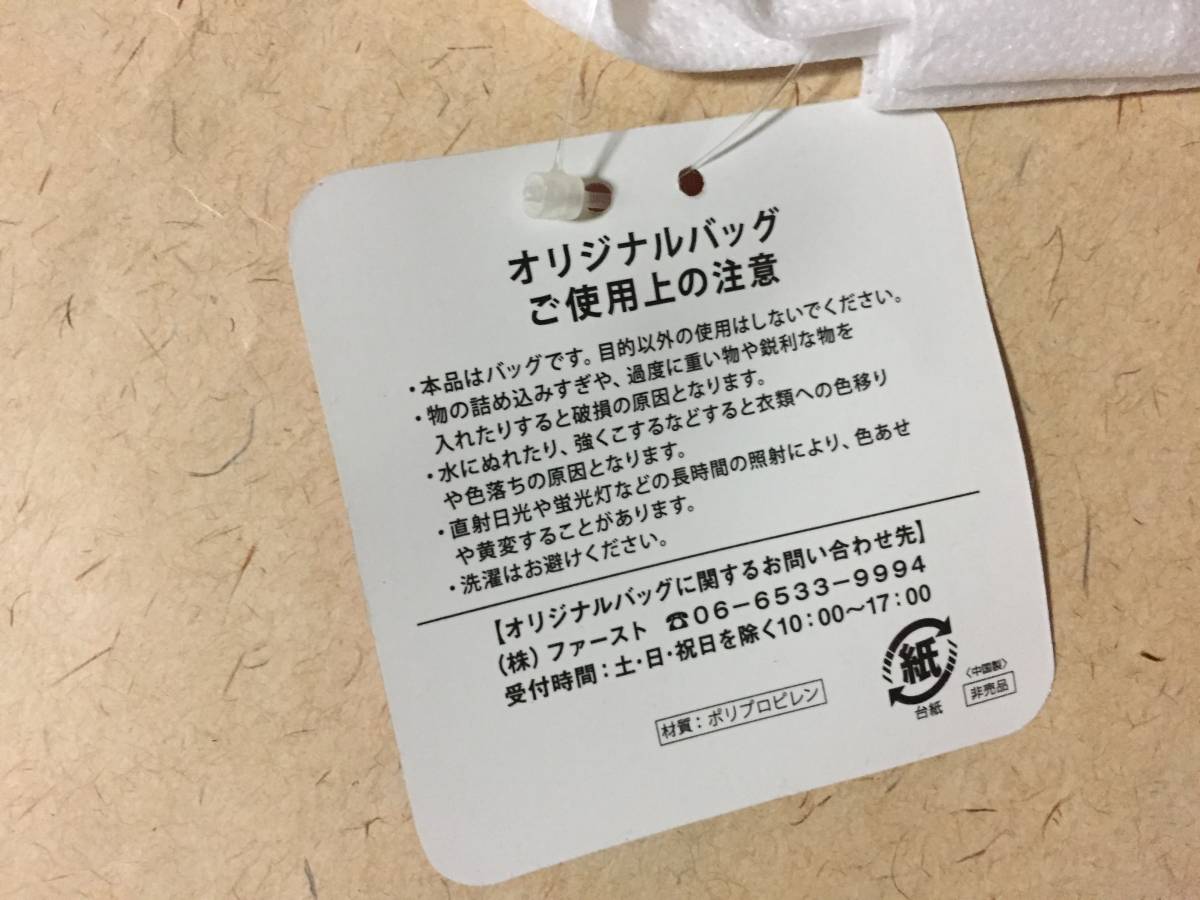 オリジナルバッグ
ご使用上の注意
・本品はバッグです。目的以外の使用はしないでください。
・物の詰め込みすぎや、過度に重い物や鋭利な物を
入れたりすると破損の原因となります。
・水にぬれたり、強くこするなどすると衣類への色移り
や色落ちの原因となります。
・直射日光や蛍光灯などの長時間の照射により、色あせ
や黄変することがあります。
・洗濯はお避けください。
【オリジナルバッグに関するお問い合わせ先】
(株)ファースト ☎06-6533-9994
受付時間:土・日・祝日を除く10:00〜17:00
材質:ポリプロピレン
紙
台紙
〈中国製〉
非売品